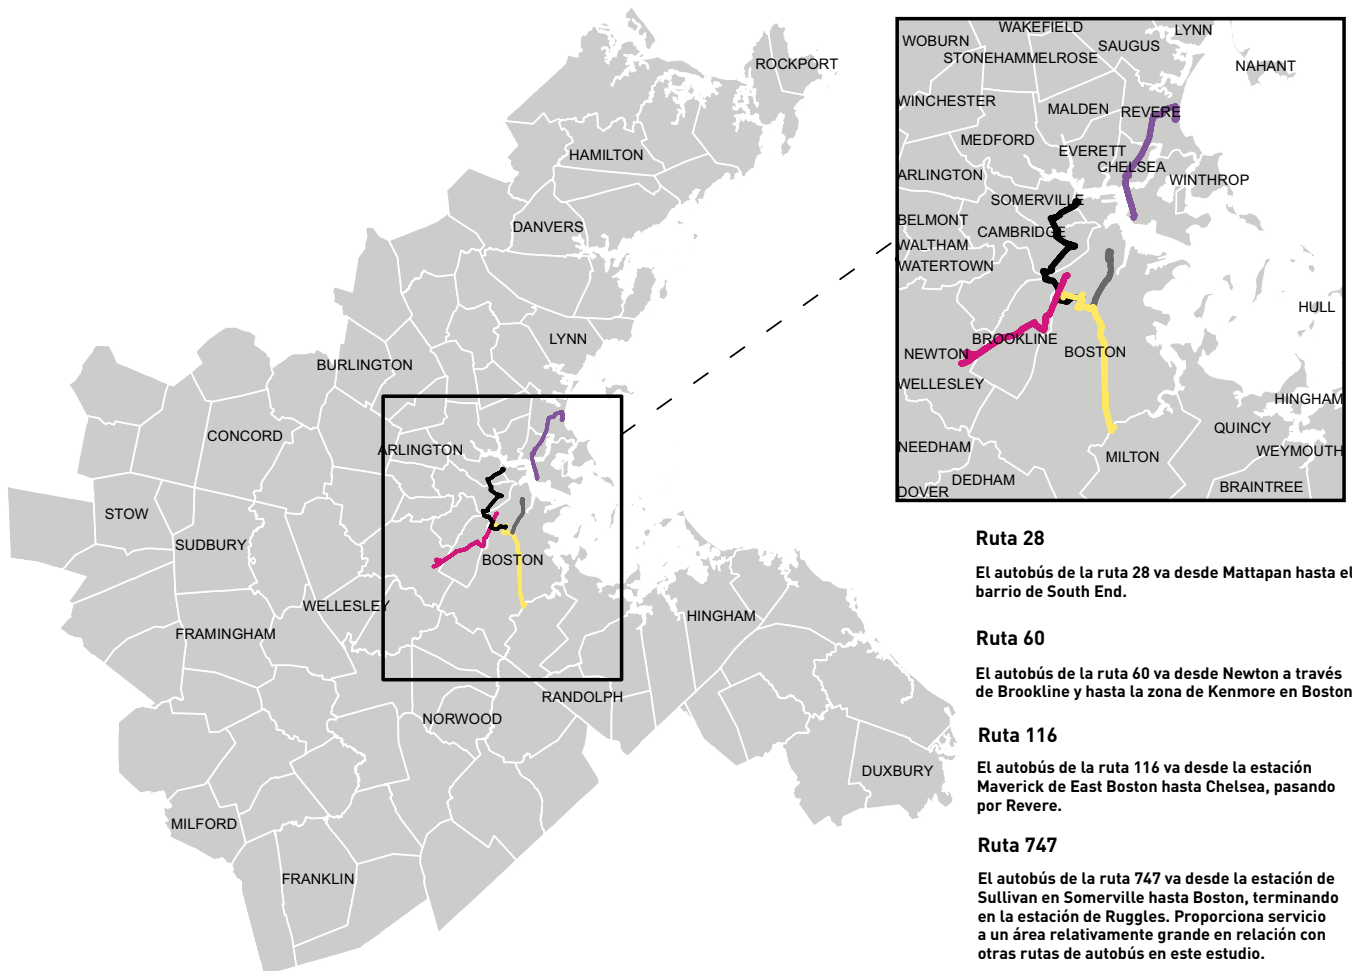 ROCKPORT
HAMILTON
DANVERS
LYNN
BURLINGTON
CONCORD
ARLINGTON
STOW
SUDBURY
BOSTON
WELLESLEY
FRAMINGHAM
HINGHAM
RANDOLPH
NORWOOD
DUXBURY
MILFORD
FRANKLIN
WAKEFIELD
LYNN
WOBURN
SAUGUS
STONEHAM
MELROSE
NAHANT
WINCHESTER
MALDEN
REVERE
MEDFORD
EVERETT
CHELSEA
ARLINGTON
WINTHROP
SOMERVILLE
BELMONT
CAMBRIDGE
WALTHAM
WATERTOWN
HULL
BROOKLINE
NEWTON
BOSTON
WELLESLEY
HINGHAM
QUINCY
NEEDHAM
WEYMOUTH
MILTON
DEDHAM
BRAINTREE
DOVER
Ruta 28
El autobús de la ruta 28 va desde Mattapan hasta el
barrio de South End.
Ruta 60
El autobús de la ruta 60 va desde Newton a través
de Brookline y hasta la zona de Kenmore en Boston
Ruta 116
El autobús de la ruta 116 va desde la estación
Maverick de East Boston hasta Chelsea, pasando
por Revere.
Ruta 747
El autobús de la ruta 747 va desde la estación de
Sullivan en Somerville hasta Boston, terminando
en la estación de Ruggles. Proporciona servicio
a un área relativamente grande en relación con
otras rutas de autobús en este estudio.